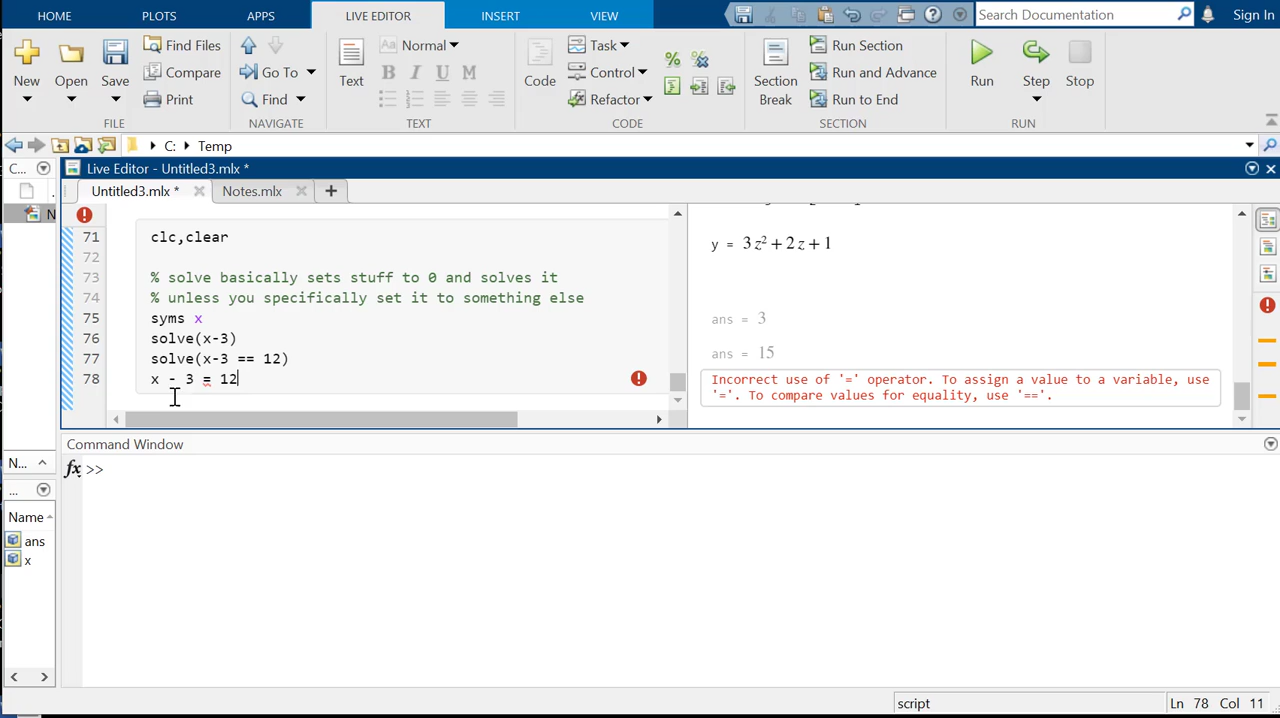 HOME PLOTS APPS LIVE EDITOR INSERT VIEW Search Documentation Sign In
New Open Save Find Files Compare Print
FILE
Go To Find
NAVIGATE
Text Aa Normal B I U M
TEXT
Code Task Control Refactor
CODE
Section Break Run Section Run and Advance Run to End
SECTION
Run Step Stop
RUN
C: Temp
C... Live Editor - Untitled3.mlx *
Untitled3.mlx * Notes.mlx +
N
71 clc,clear
72
73 % solve basically sets stuff to 0 and solves it
74 % unless you specifically set it to something else
75 syms x
76 solve(x-3)
77 solve(x-3 == 12)
78 x - 3 = 12
y = 3 z² + 2 z + 1
ans = 3
ans = 15
Incorrect use of '=' operator. To assign a value to a variable, use
'='. To compare values for equality, use '=='.
Command Window
fx >>
N...
...
Name
ans
x
script Ln 78 Col 11